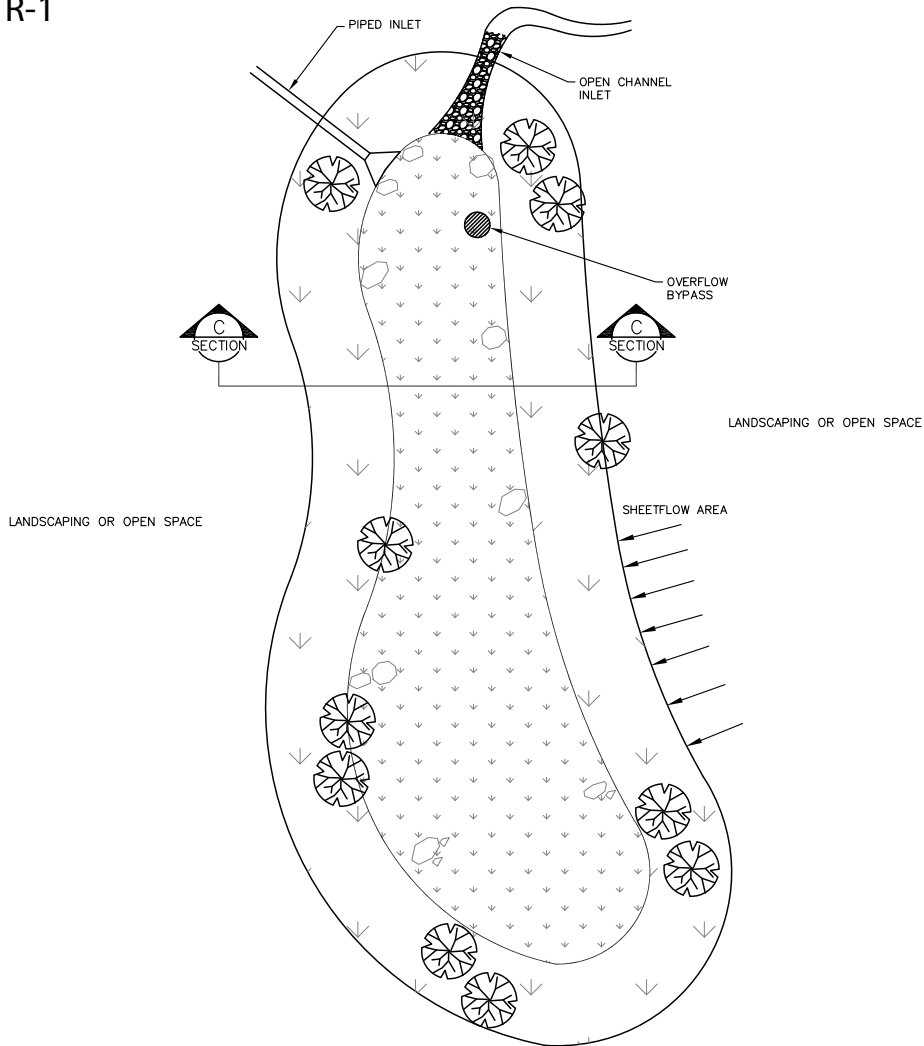 R-1
PIPED INLET
OPEN CHANNEL
INLET
OVERFLOW
BYPASS
C
SECTION
C
SECTION
LANDSCAPING OR OPEN SPACE
SHEETFLOW AREA
LANDSCAPING OR OPEN SPACE